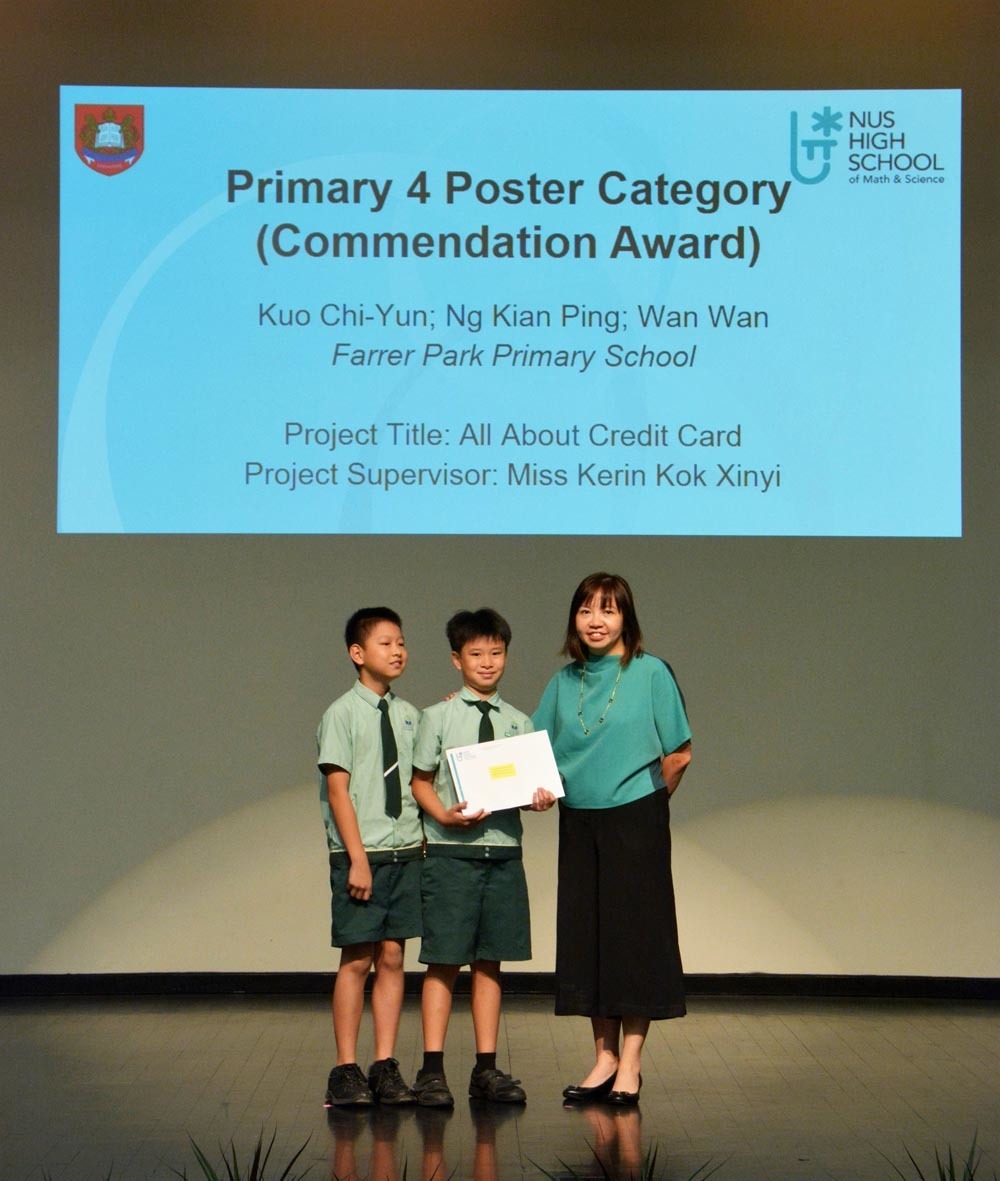 NUS
HIGH
SCHOOL
of Math & Science
Primary 4 Poster Category
(Commendation Award)
Kuo Chi-Yun; Ng Kian Ping; Wan Wan
Farrer Park Primary School
Project Title: All About Credit Card
Project Supervisor: Miss Kerin Kok Xinyi